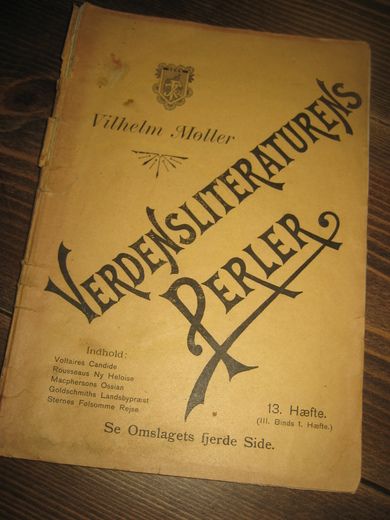 Vilhelm Møller
VERDENSLITERATURENS
PERLER
Indhold:
Voltaires Candide
Rousseaus Ny Heloise
Macphersons Ossian
Goldschmiths Landsbypræst
Sternes Følsomme Rejse
13. Hæfte.
(III. Binds 1. Hæfte.)
Se Omslagets fjerde Side.